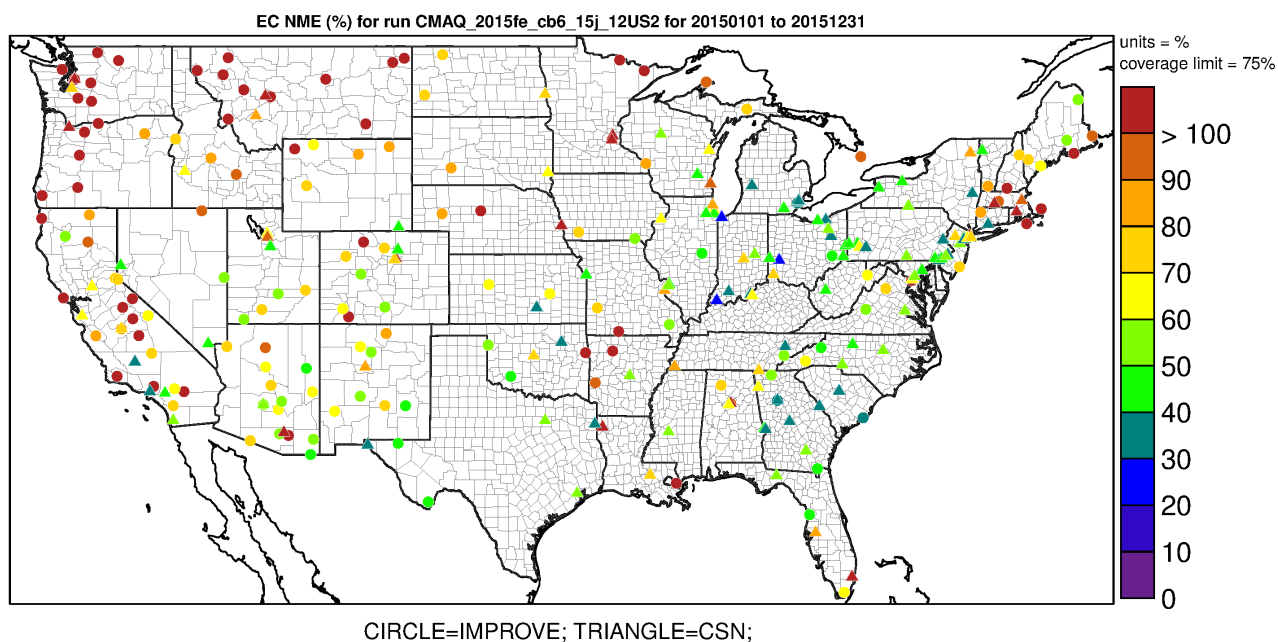 EC NME (%) for run CMAQ_2015fe_cb6_15j_12US2 for 20150101 to 20151231
units = %
coverage limit = 75%
> 100
90
80
70
60
50
40
30
20
10
0
CIRCLE=IMPROVE; TRIANGLE=CSN;